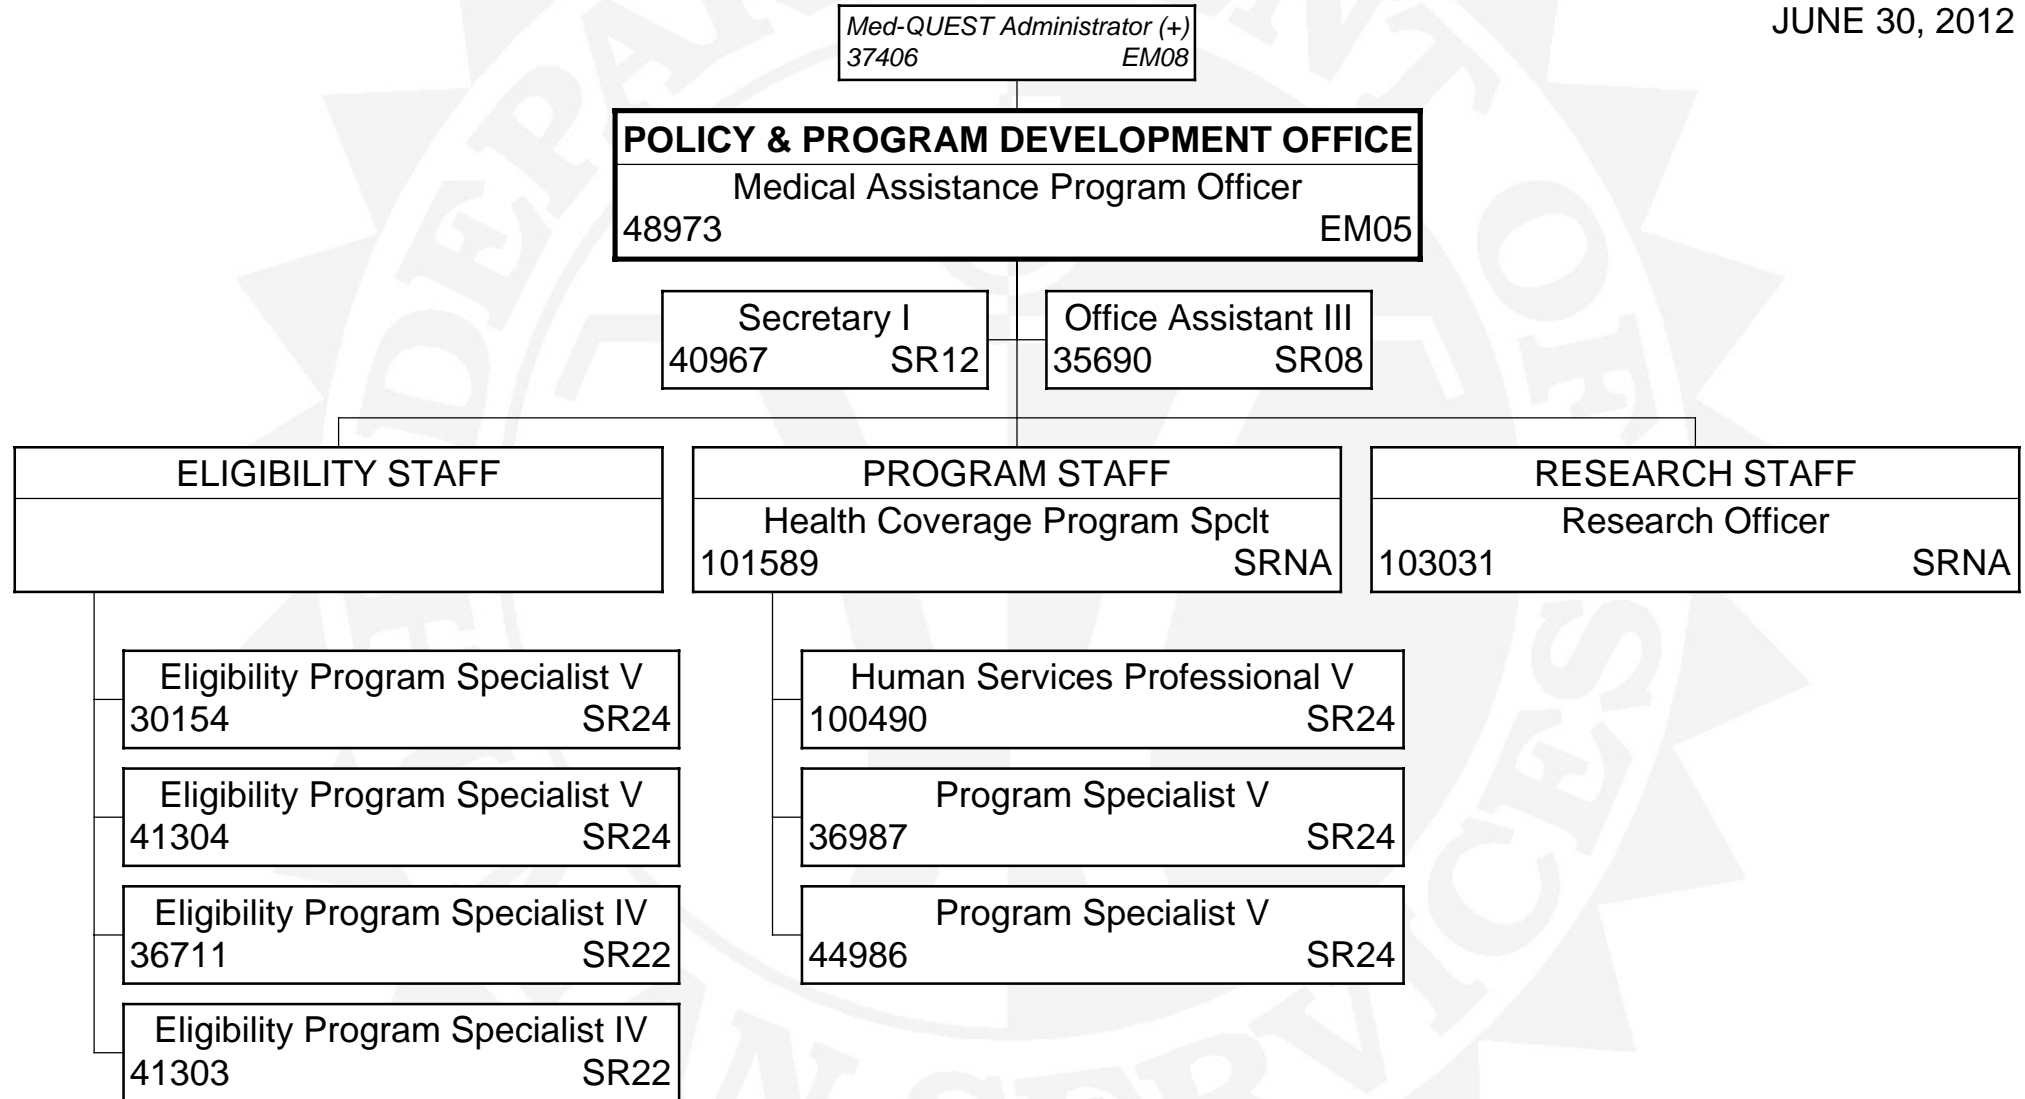 JUNE 30, 2012
Med-QUEST Administrator (+)
37406 EM08
POLICY & PROGRAM DEVELOPMENT OFFICE
Medical Assistance Program Officer
48973 EM05
Secretary I
40967 SR12
Office Assistant III
35690 SR08
ELIGIBILITY STAFF
PROGRAM STAFF
Health Coverage Program Spclt
101589 SRNA
RESEARCH STAFF
Research Officer
103031 SRNA
Eligibility Program Specialist V
30154 SR24
Eligibility Program Specialist V
41304 SR24
Eligibility Program Specialist IV
36711 SR22
Eligibility Program Specialist IV
41303 SR22
Human Services Professional V
100490 SR24
Program Specialist V
36987 SR24
Program Specialist V
44986 SR24
DEPARTMENT OF
SERVICES